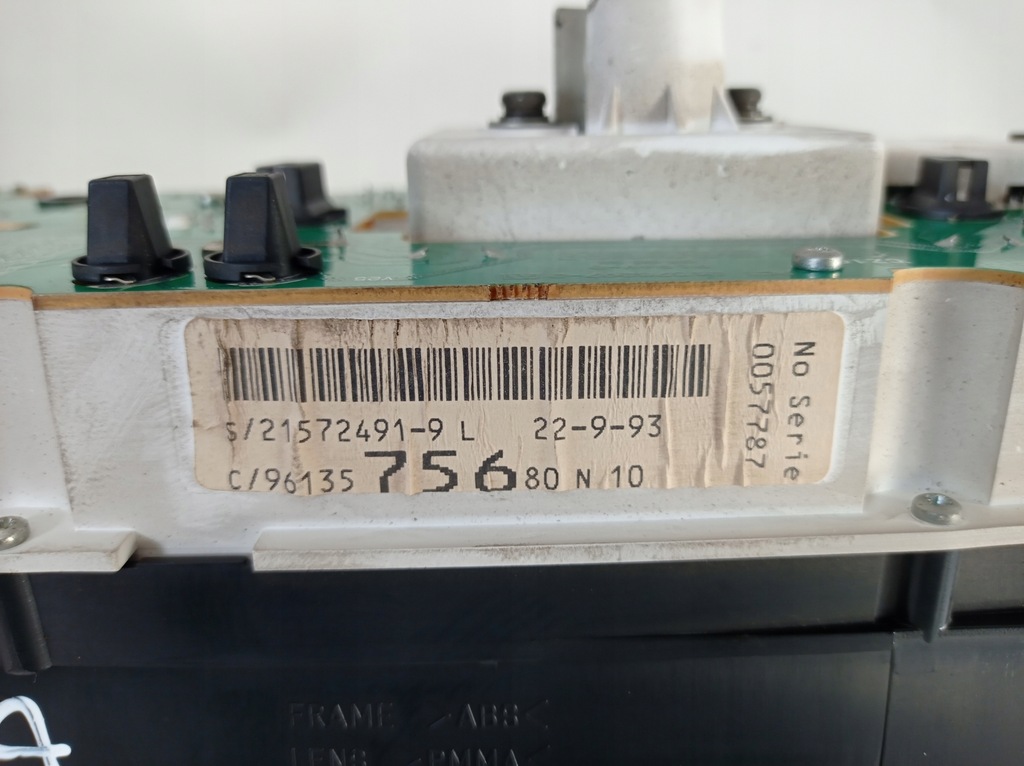 S/21572491-9 L 22-9-93
C/96135 756 80 N 10
No Serie
0057787
FRAME >ABS<
LENS >PMMA<